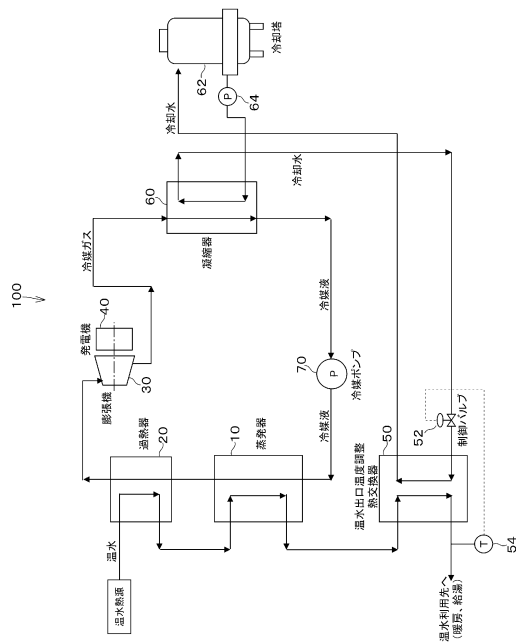 100
冷却塔
62
P
64
冷却水
冷却水
60
凝縮器
冷媒ガス
発電機
40
膨張機
30
冷媒液
70
P
冷媒ポンプ
冷媒液
過熱器
20
蒸発器
10
温水
温水熱源
温水出口温度調整
熱交換器
50
52
制御バルブ
T
54
温水利用先へ
(暖房、給湯)